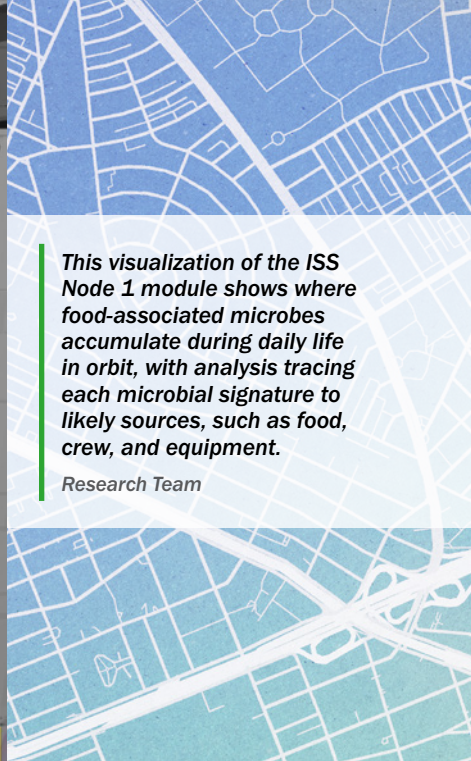 This visualization of the ISS
Node 1 module shows where
food-associated microbes
accumulate during daily life
in orbit, with analysis tracing
each microbial signature to
likely sources, such as food,
crew, and equipment.
Research Team